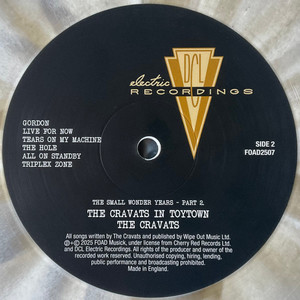 electric
DCL
RECORDINGS
GORDON
LIVE FOR NOW
TEARS ON MY MACHINE
THE HOLE
ALL ON STANDBY
TRIPLEX ZONE
SIDE 2
FOAD2507
THE SMALL WONDER YEARS - PART 2.
THE CRAVATS IN TOYTOWN
THE CRAVATS
All songs written by The Cravats and published by Wipe Out Music Ltd.
℗+© 2025 FOAD Musick, under license from Cherry Red Records Ltd.
and DCL Electric Recordings. All rights of the producer and owner of the
recorded work reserved. Unauthorised copying, hiring, lending,
public performance and broadcasting prohibited.
Made in England.